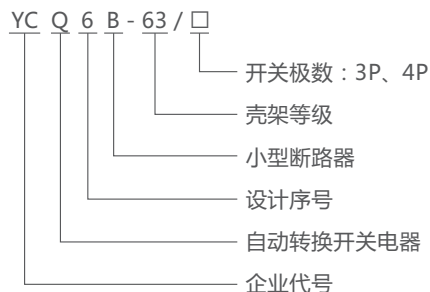 YC Q 6 B - 63 / □
开关极数：3P、4P
壳架等级
小型断路器
设计序号
自动转换开关电器
企业代号